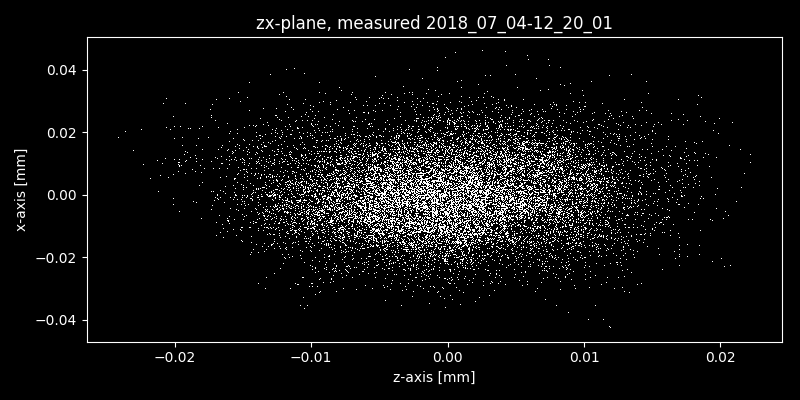 zx-plane, measured 2018_07_04-12_20_01
0.04
0.02
0.00
−0.02
−0.04
x-axis [mm]
−0.02 −0.01 0.00 0.01 0.02
z-axis [mm]